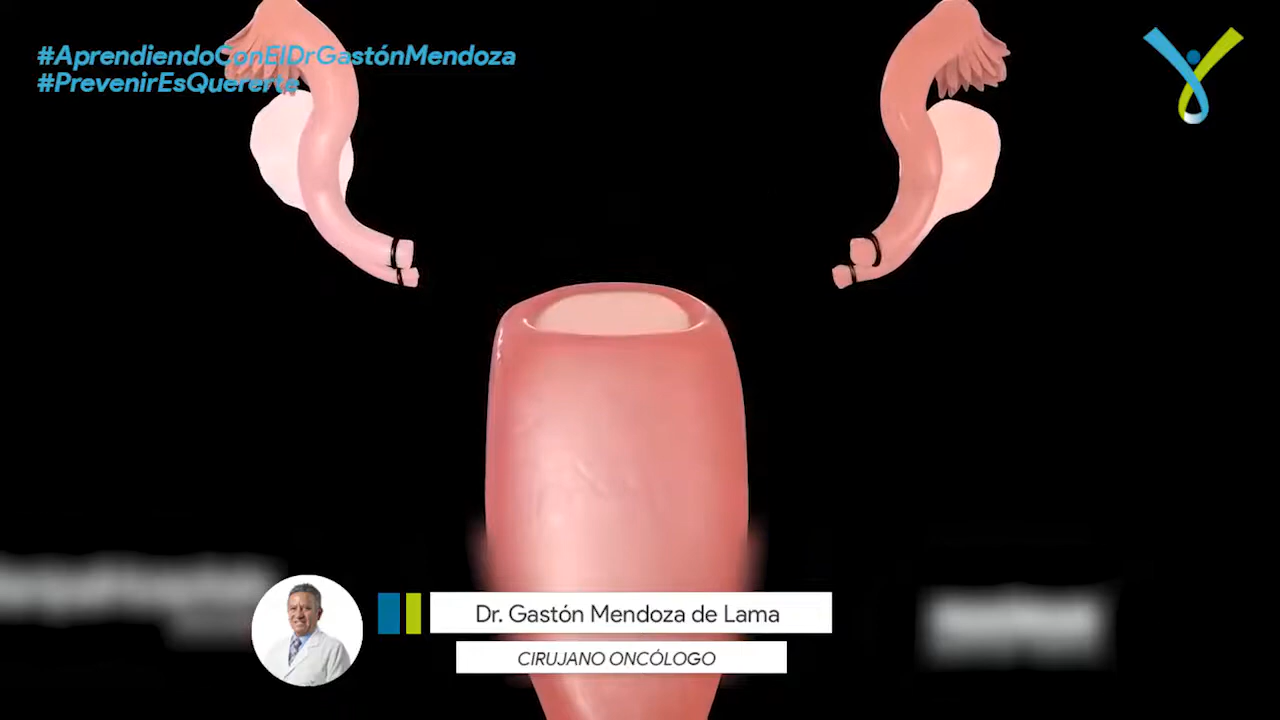 #AprendiendoConElDrGastónMendoza
#PrevenirEsQuererte
Dr. Gastón Mendoza de Lama
CIRUJANO ONCÓLOGO